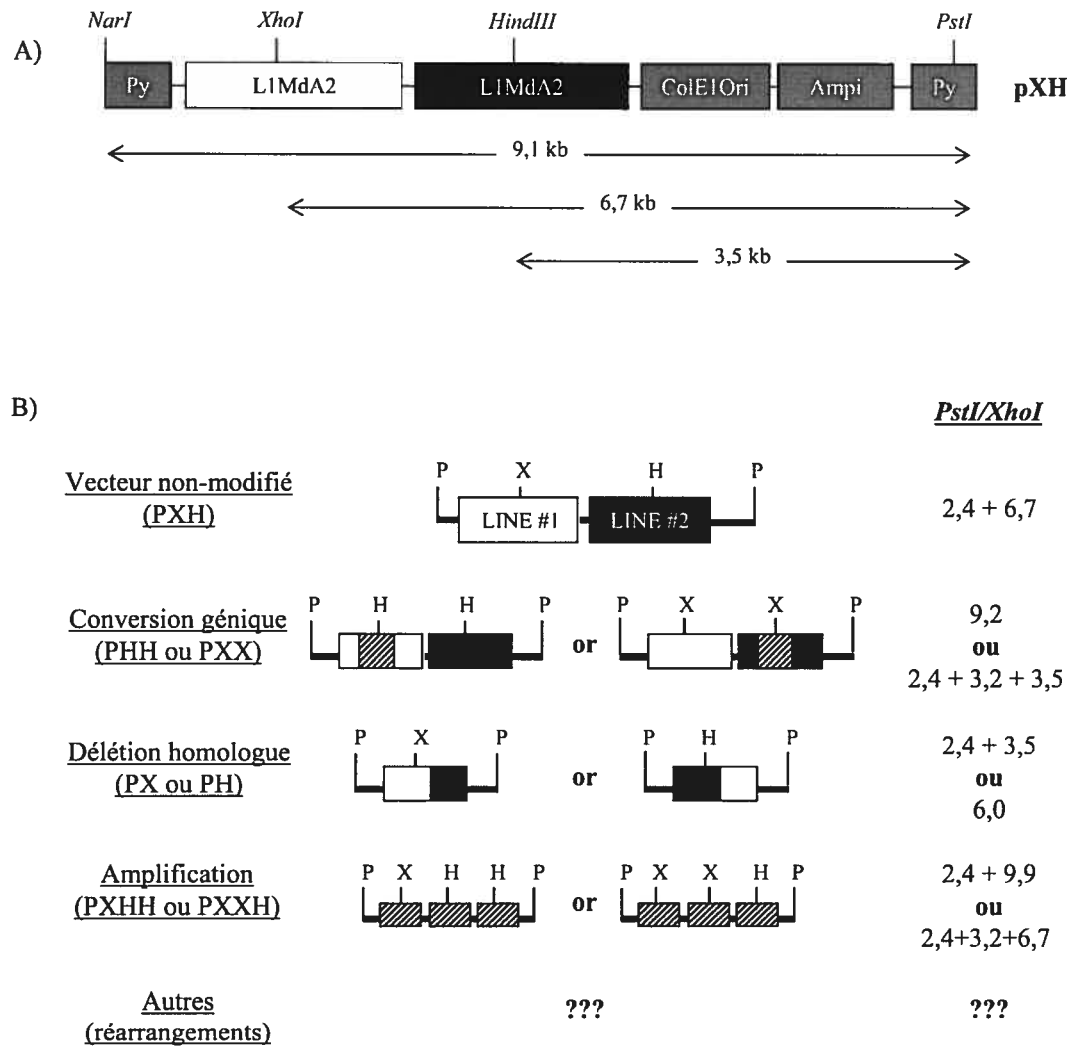 A)
NarI XhoI HindIII PstI
Py L1MdA2 L1MdA2 ColE1Ori Ampi Py pXH
9,1 kb
6,7 kb
3,5 kb
B)
PstI/XhoI
Vecteur non-modifié
(PXH)
P X H P
LINE #1 LINE #2
2,4 + 6,7
Conversion génique
(PHH ou PXX)
P H H P
or
P X X P
9,2
ou
2,4 + 3,2 + 3,5
Délétion homologue
(PX ou PH)
P X P
or
P H P
2,4 + 3,5
ou
6,0
Amplification
(PXHH ou PXXH)
P X H H P
or
P X X H P
2,4 + 9,9
ou
2,4+3,2+6,7
Autres
(réarrangements)
???
???